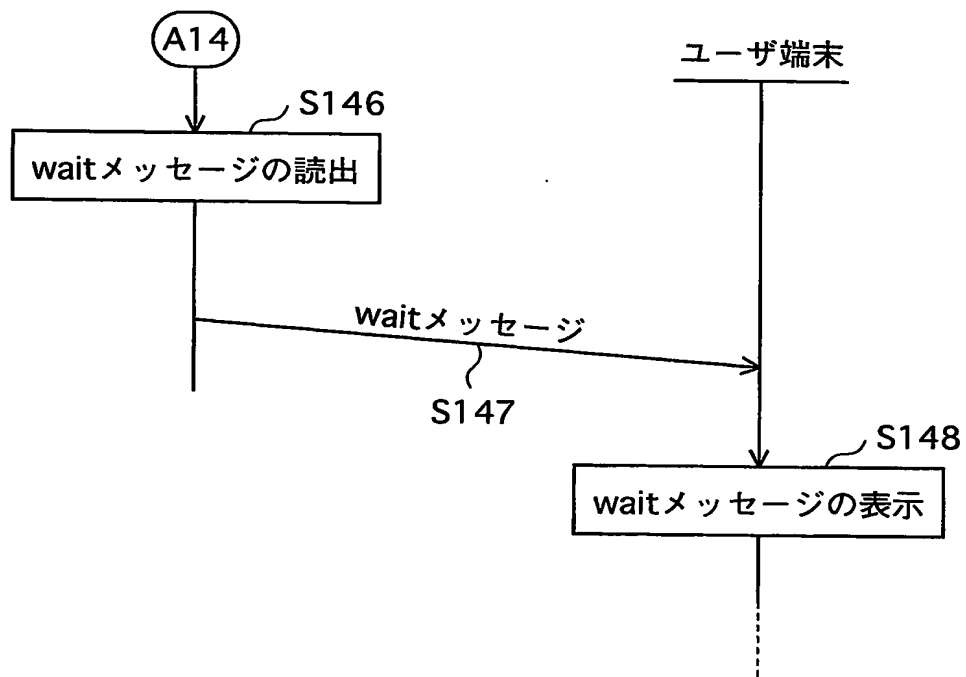 A14
ユーザ端末
S146
waitメッセージの読出
waitメッセージ
S147
S148
waitメッセージの表示